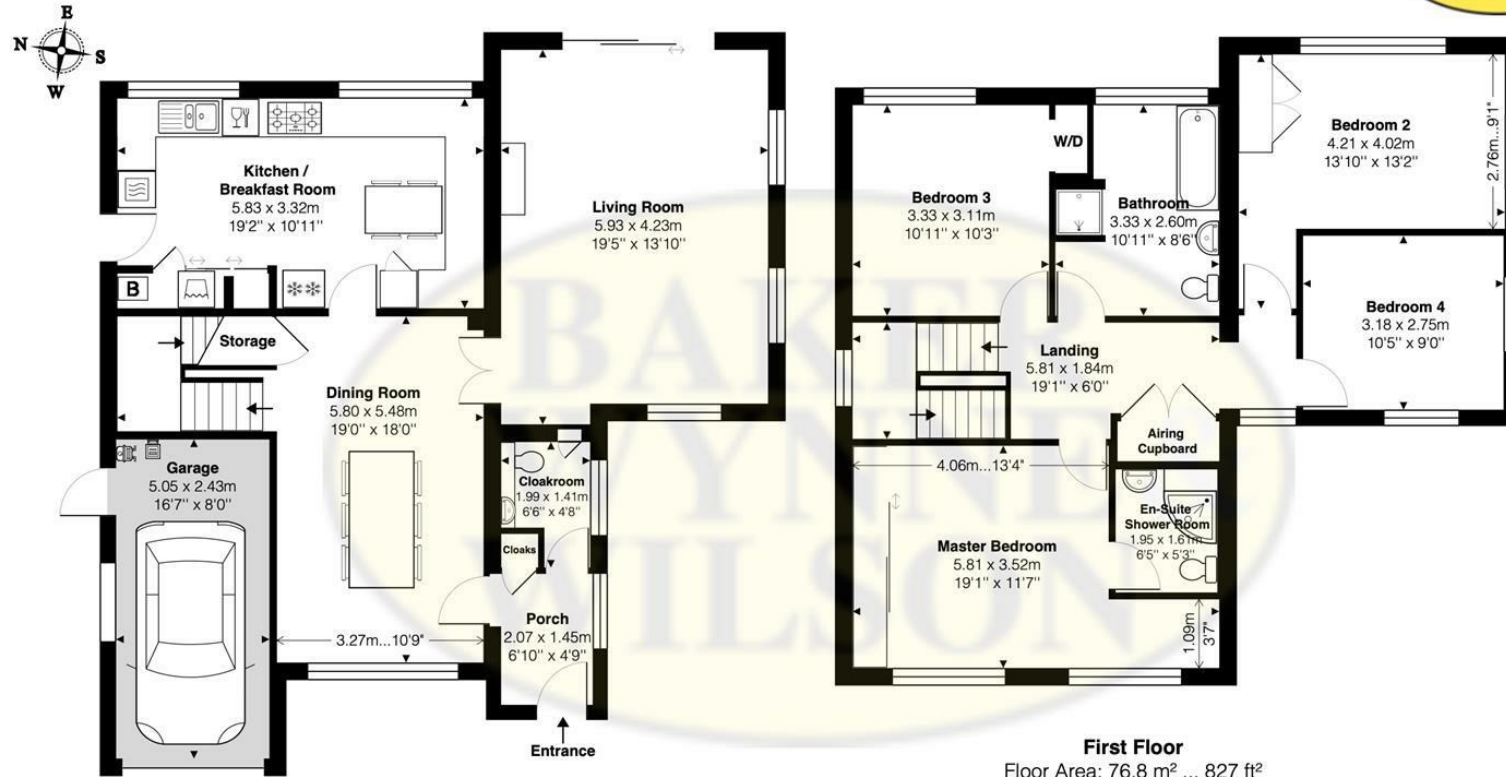 E
N
S
W
Kitchen /
Breakfast Room
5.83 x 3.32m
19'2" x 10'11"
B
Living Room
5.93 x 4.23m
19'5" x 13'10"
Storage
Dining Room
5.80 x 5.48m
19'0" x 18'0"
Garage
5.05 x 2.43m
16'7" x 8'0"
Cloakroom
1.99 x 1.41m
6'6" x 4'8"
Cloaks
Porch
2.07 x 1.45m
6'10" x 4'9"
3.27m...10'9"
Entrance
Bedroom 3
3.33 x 3.11m
10'11" x 10'3"
W/D
Bathroom
3.33 x 2.60m
10'11" x 8'6"
Bedroom 2
4.21 x 4.02m
13'10" x 13'2"
2.76m...9'1"
Bedroom 4
3.18 x 2.75m
10'5" x 9'0"
Landing
5.81 x 1.84m
19'1" x 6'0"
Airing
Cupboard
4.06m...13'4"
En-Suite
Shower Room
1.95 x 1.61m
6'5" x 5'3"
Master Bedroom
5.81 x 3.52m
19'1" x 11'7"
1.09m
3'7"
First Floor
Floor Area: 76.8 m² ... 827 ft²
BAKER
WYNNE
WILSON